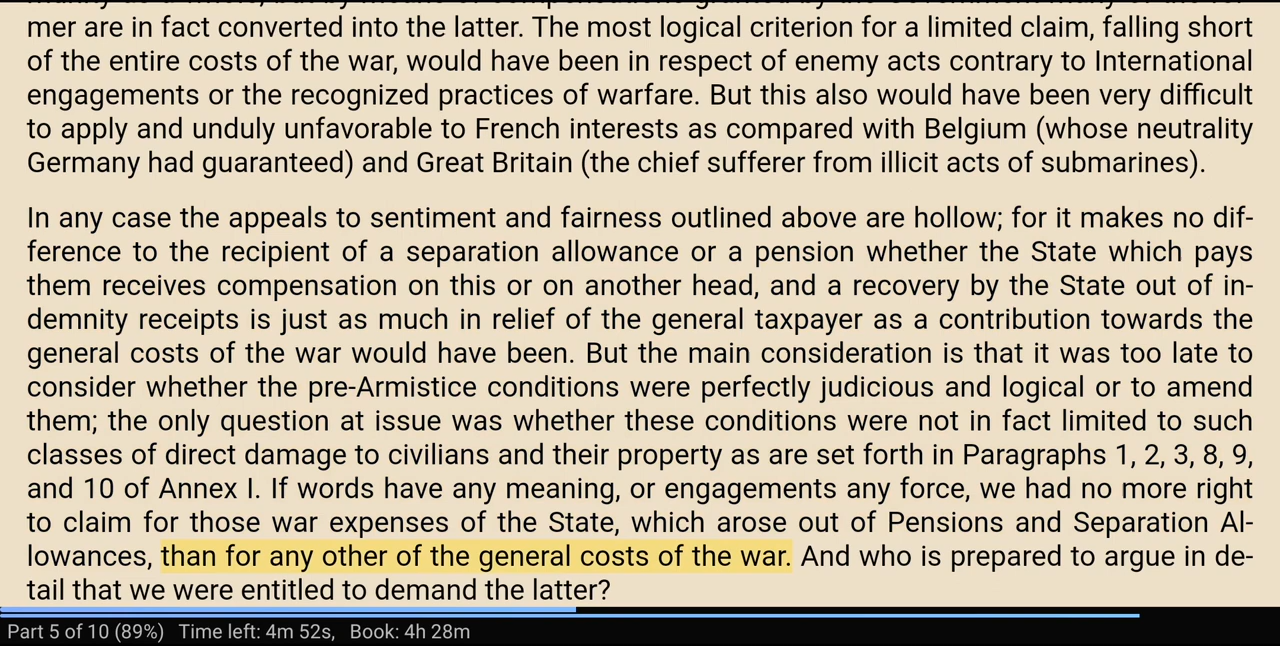 mer are in fact converted into the latter. The most logical criterion for a limited claim, falling short
of the entire costs of the war, would have been in respect of enemy acts contrary to International
engagements or the recognized practices of warfare. But this also would have been very difficult
to apply and unduly unfavorable to French interests as compared with Belgium (whose neutrality
Germany had guaranteed) and Great Britain (the chief sufferer from illicit acts of submarines).
In any case the appeals to sentiment and fairness outlined above are hollow; for it makes no dif-
ference to the recipient of a separation allowance or a pension whether the State which pays
them receives compensation on this or on another head, and a recovery by the State out of in-
demnity receipts is just as much in relief of the general taxpayer as a contribution towards the
general costs of the war would have been. But the main consideration is that it was too late to
consider whether the pre-Armistice conditions were perfectly judicious and logical or to amend
them; the only question at issue was whether these conditions were not in fact limited to such
classes of direct damage to civilians and their property as are set forth in Paragraphs 1, 2, 3, 8, 9,
and 10 of Annex I. If words have any meaning, or engagements any force, we had no more right
to claim for those war expenses of the State, which arose out of Pensions and Separation Al-
lowances, than for any other of the general costs of the war. And who is prepared to argue in de-
tail that we were entitled to demand the latter?
Part 5 of 10 (89%) Time left: 4m 52s, Book: 4h 28m